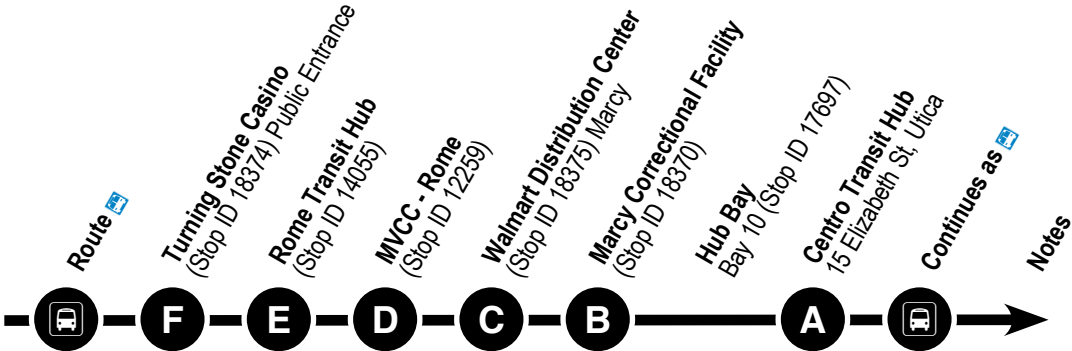 Route
Turning Stone Casino
(Stop ID 18374) Public Entrance
Rome Transit Hub
(Stop ID 14055)
MVCC - Rome
(Stop ID 12259)
Walmart Distribution Center
(Stop ID 18375) Marcy
Marcy Correctional Facility
(Stop ID 18370)
Hub Bay
Bay 10 (Stop ID 17697)
Centro Transit Hub
15 Elizabeth St, Utica
Continues as
Notes
F
E
D
C
B
A